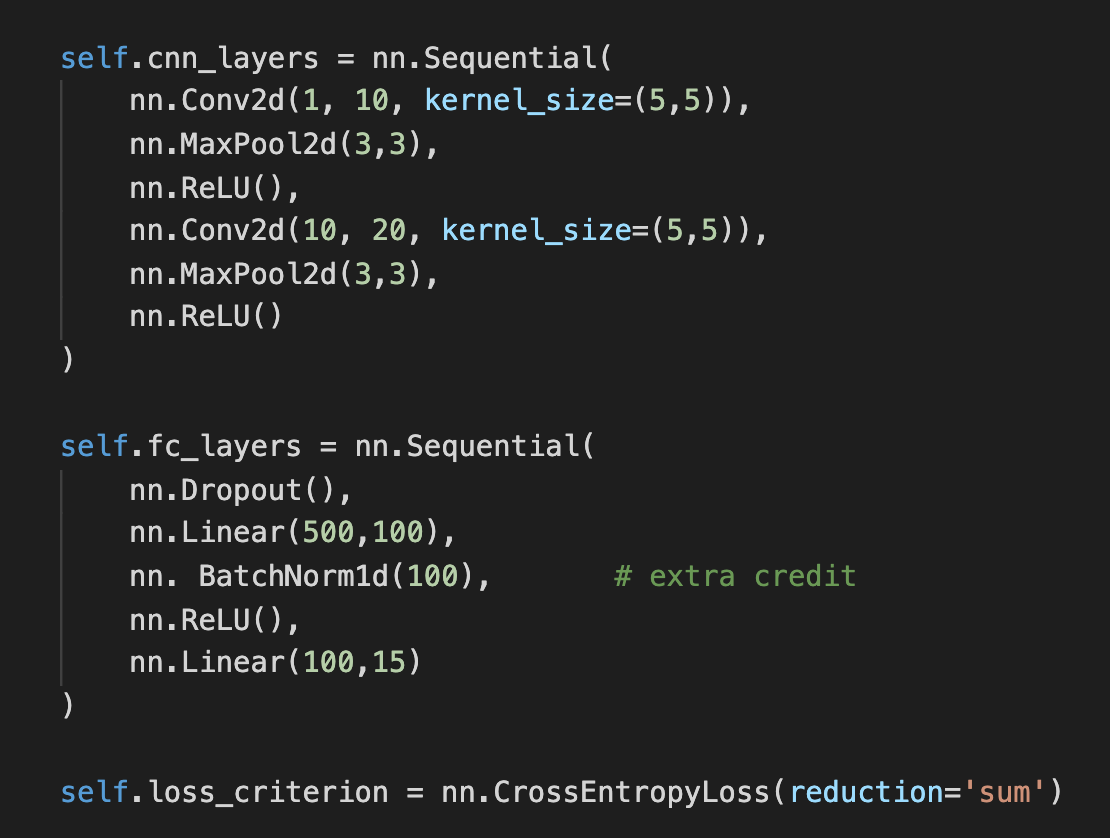 self.cnn_layers = nn.Sequential(
    nn.Conv2d(1, 10, kernel_size=(5,5)),
    nn.MaxPool2d(3,3),
    nn.ReLU(),
    nn.Conv2d(10, 20, kernel_size=(5,5)),
    nn.MaxPool2d(3,3),
    nn.ReLU()
)
self.fc_layers = nn.Sequential(
    nn.Dropout(),
    nn.Linear(500,100),
    nn. BatchNorm1d(100),       # extra credit
    nn.ReLU(),
    nn.Linear(100,15)
)
self.loss_criterion = nn.CrossEntropyLoss(reduction='sum')